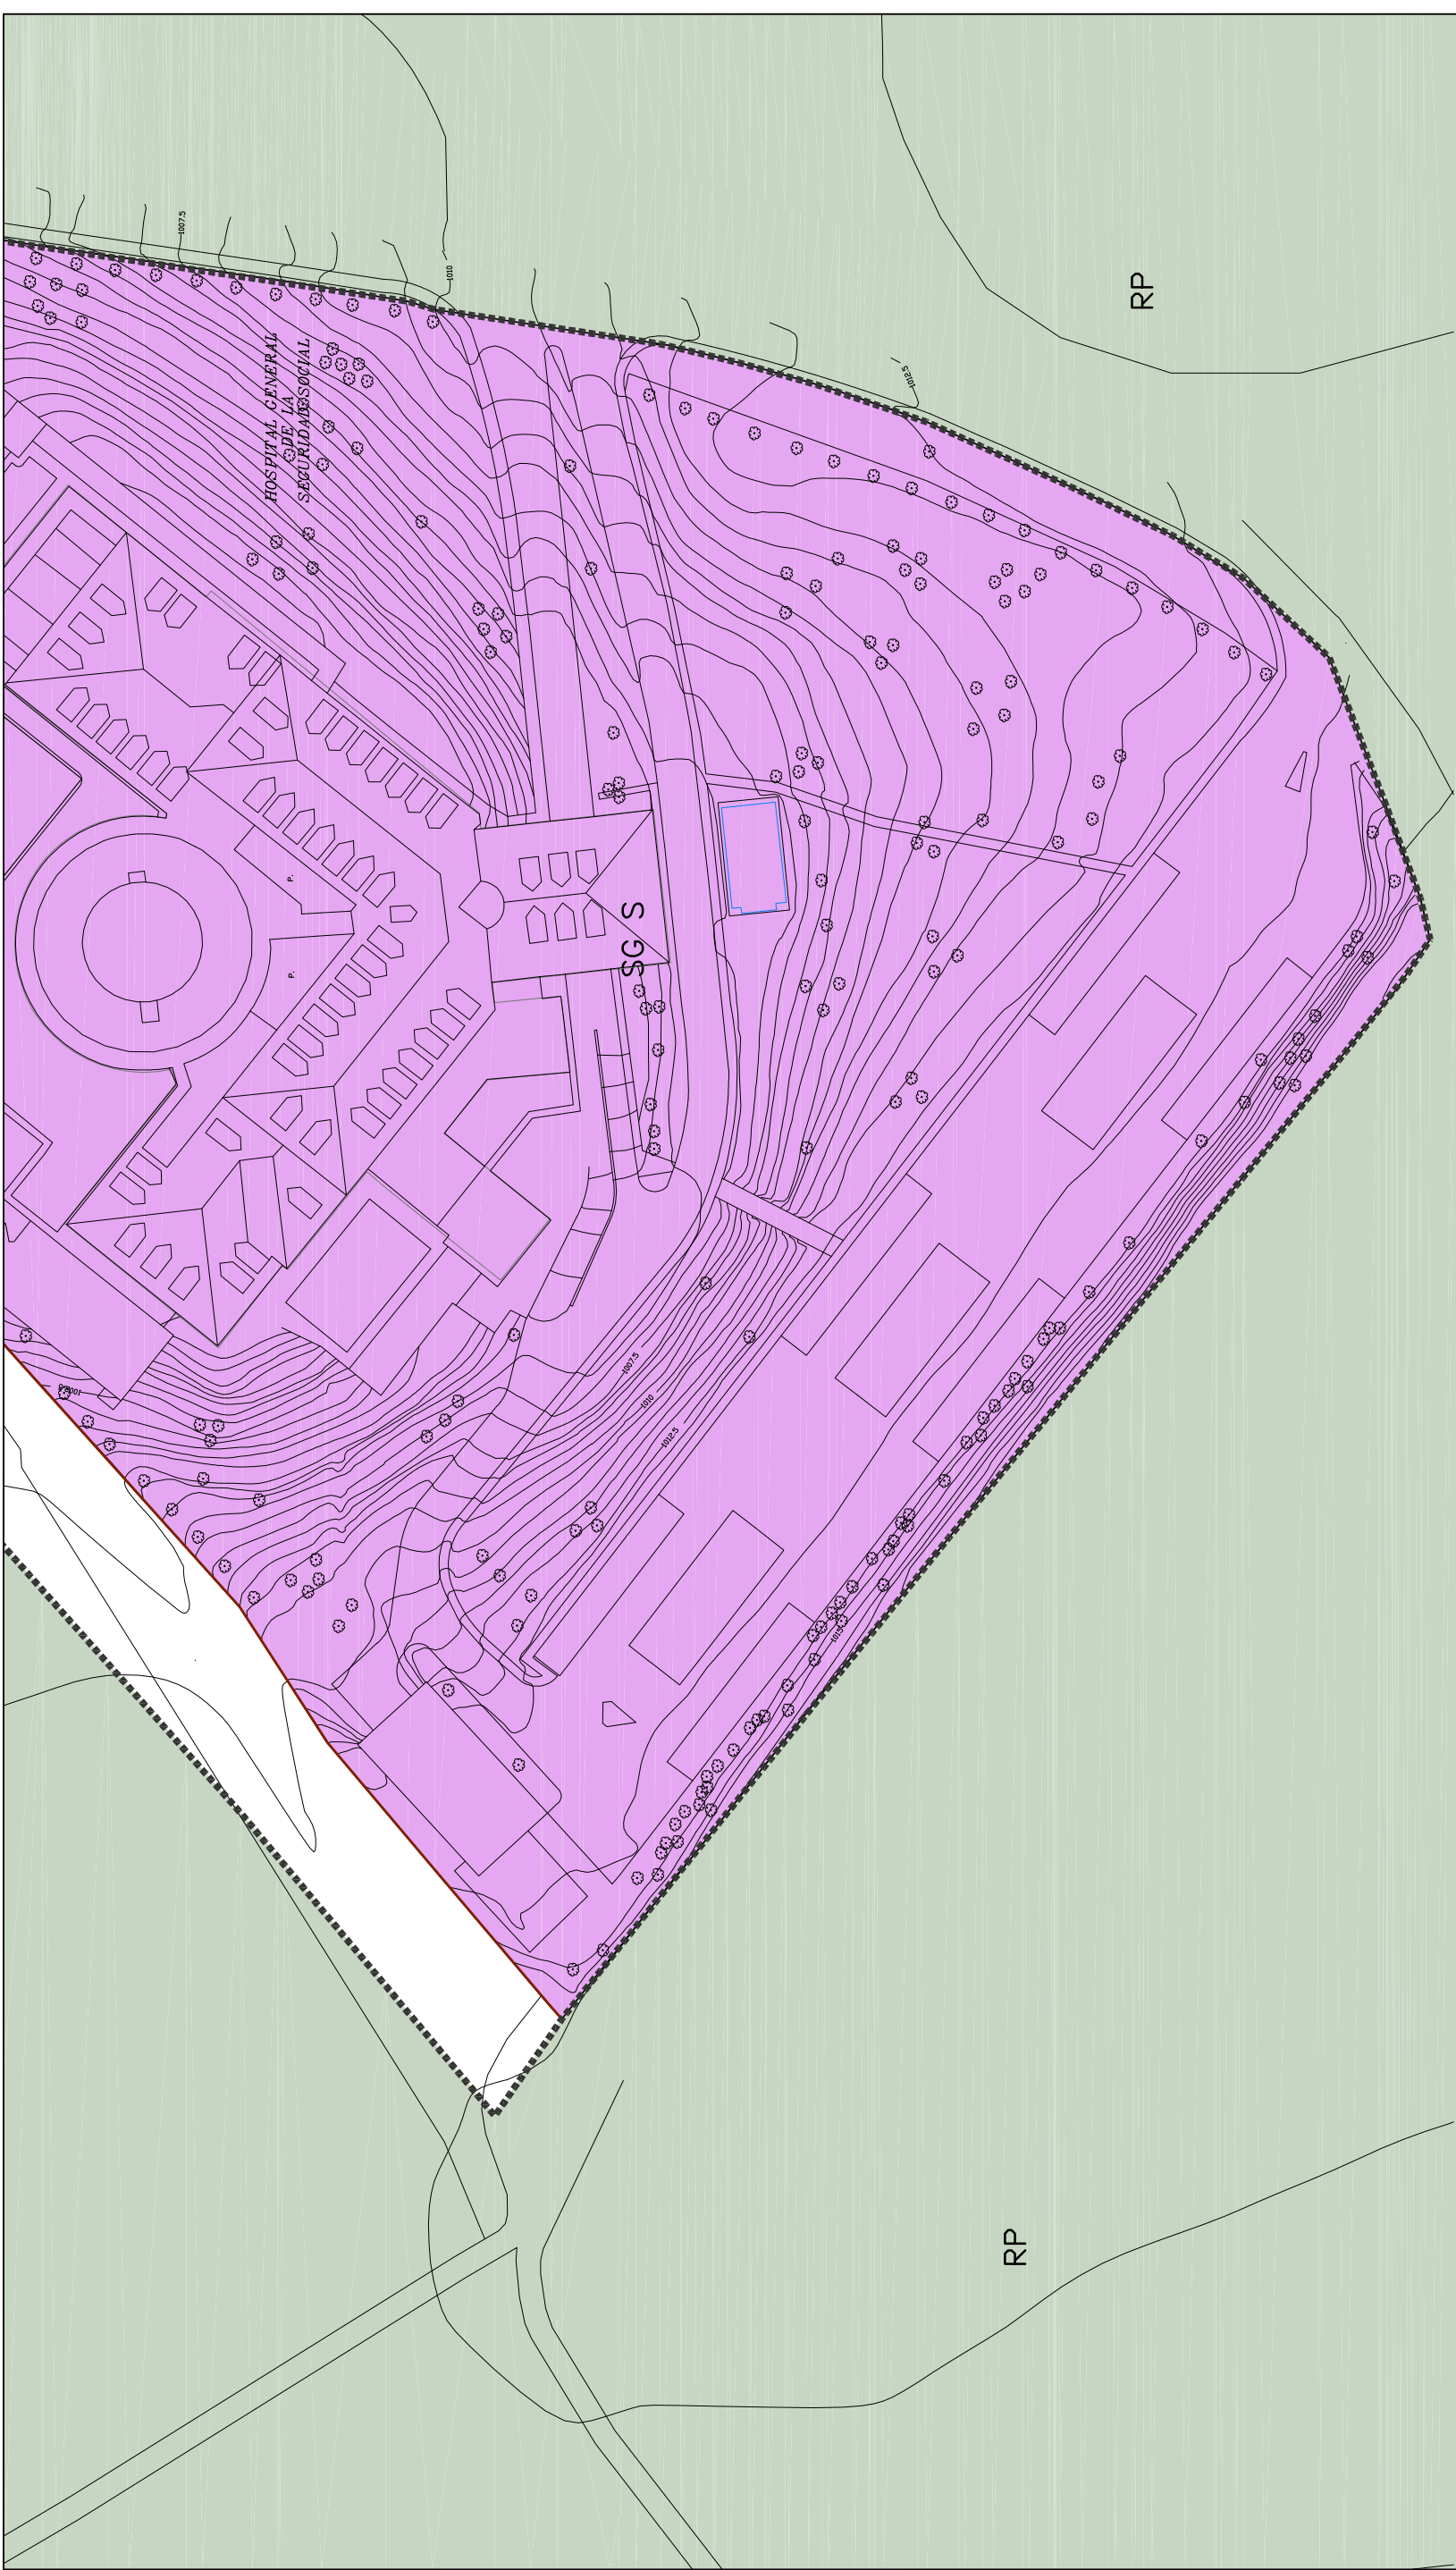 1007.5
1010
RP
HOSPITAL GENERAL
DE LA
SEGURIDAD SOCIAL
1012.5
P.
P.
SG S
1007.5
1010
1012.5
RP